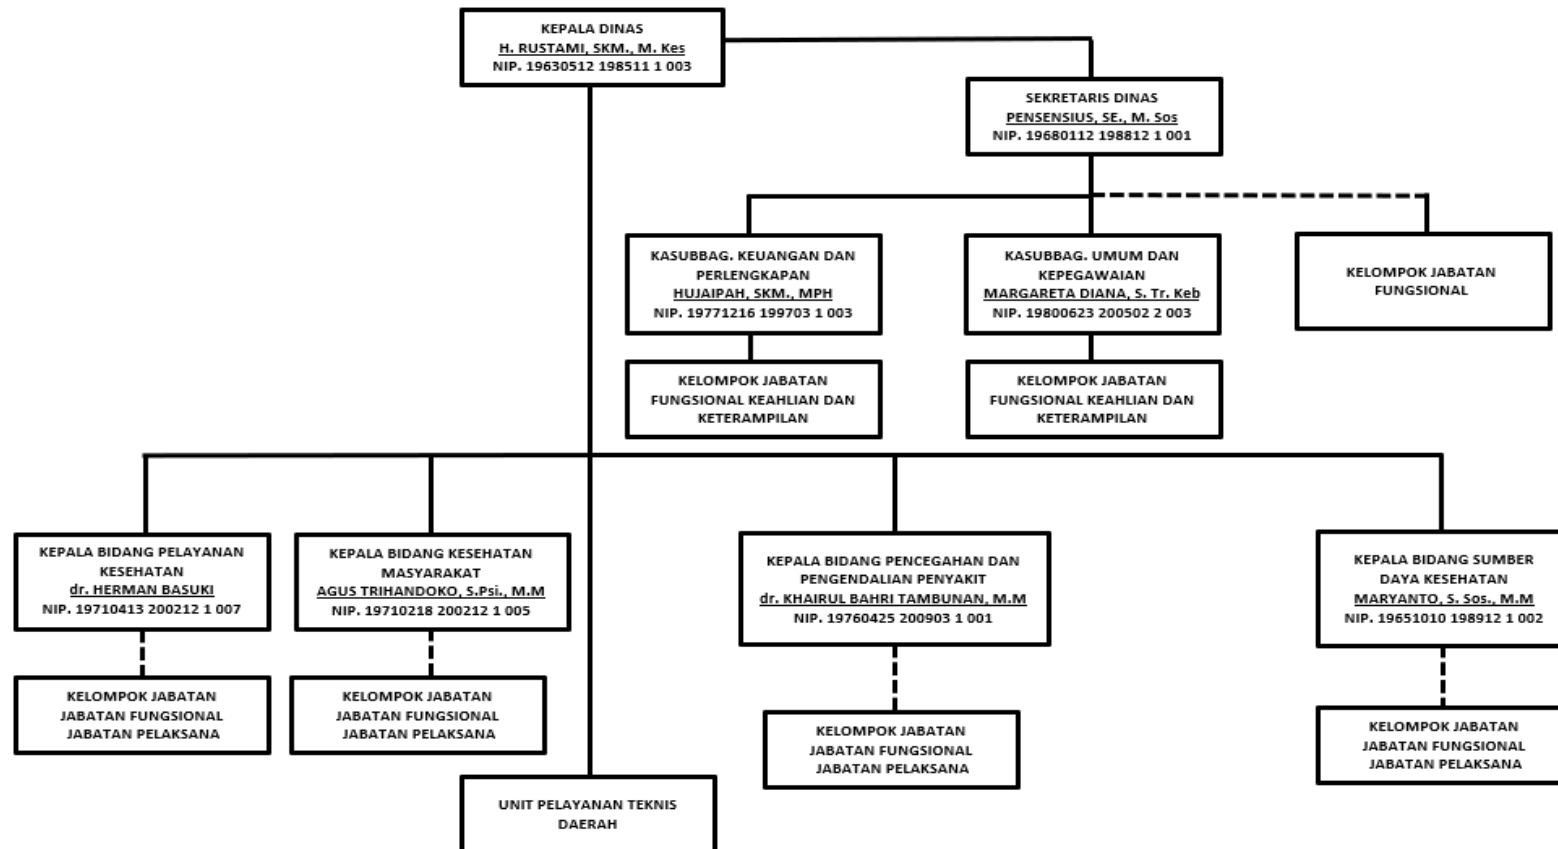 KEPALA DINAS
H. RUSTAMI, SKM., M. Kes
NIP. 19630512 198511 1 003
SEKRETARIS DINAS
PENSENSIUS, SE., M. Sos
NIP. 19680112 198812 1 001
KASUBBAG. KEUANGAN DAN
PERLENGKAPAN
HUJAIPAH, SKM., MPH
NIP. 19771216 199703 1 003
KASUBBAG. UMUM DAN
KEPEGAWAIAN
MARGARETA DIANA, S. Tr. Keb
NIP. 19800623 200502 2 003
KELOMPOK JABATAN
FUNGSIONAL
KELOMPOK JABATAN
FUNGSIONAL KEAHLIAN DAN
KETERAMPILAN
KELOMPOK JABATAN
FUNGSIONAL KEAHLIAN DAN
KETERAMPILAN
KEPALA BIDANG PELAYANAN
KESEHATAN
dr. HERMAN BASUKI
NIP. 19710413 200212 1 007
KEPALA BIDANG KESEHATAN
MASYARAKAT
AGUS TRIHANDOKO, S.Psi., M.M
NIP. 19710218 200212 1 005
KEPALA BIDANG PENCEGAHAN DAN
PENGENDALIAN PENYAKIT
dr. KHAIRUL BAHRI TAMBUNAN, M.M
NIP. 19760425 200903 1 001
KEPALA BIDANG SUMBER
DAYA KESEHATAN
MARYANTO, S. Sos., M.M
NIP. 19651010 198912 1 002
KELOMPOK JABATAN
JABATAN FUNGSIONAL
JABATAN PELAKSANA
KELOMPOK JABATAN
JABATAN FUNGSIONAL
JABATAN PELAKSANA
KELOMPOK JABATAN
JABATAN FUNGSIONAL
JABATAN PELAKSANA
KELOMPOK JABATAN
JABATAN FUNGSIONAL
JABATAN PELAKSANA
UNIT PELAYANAN TEKNIS
DAERAH